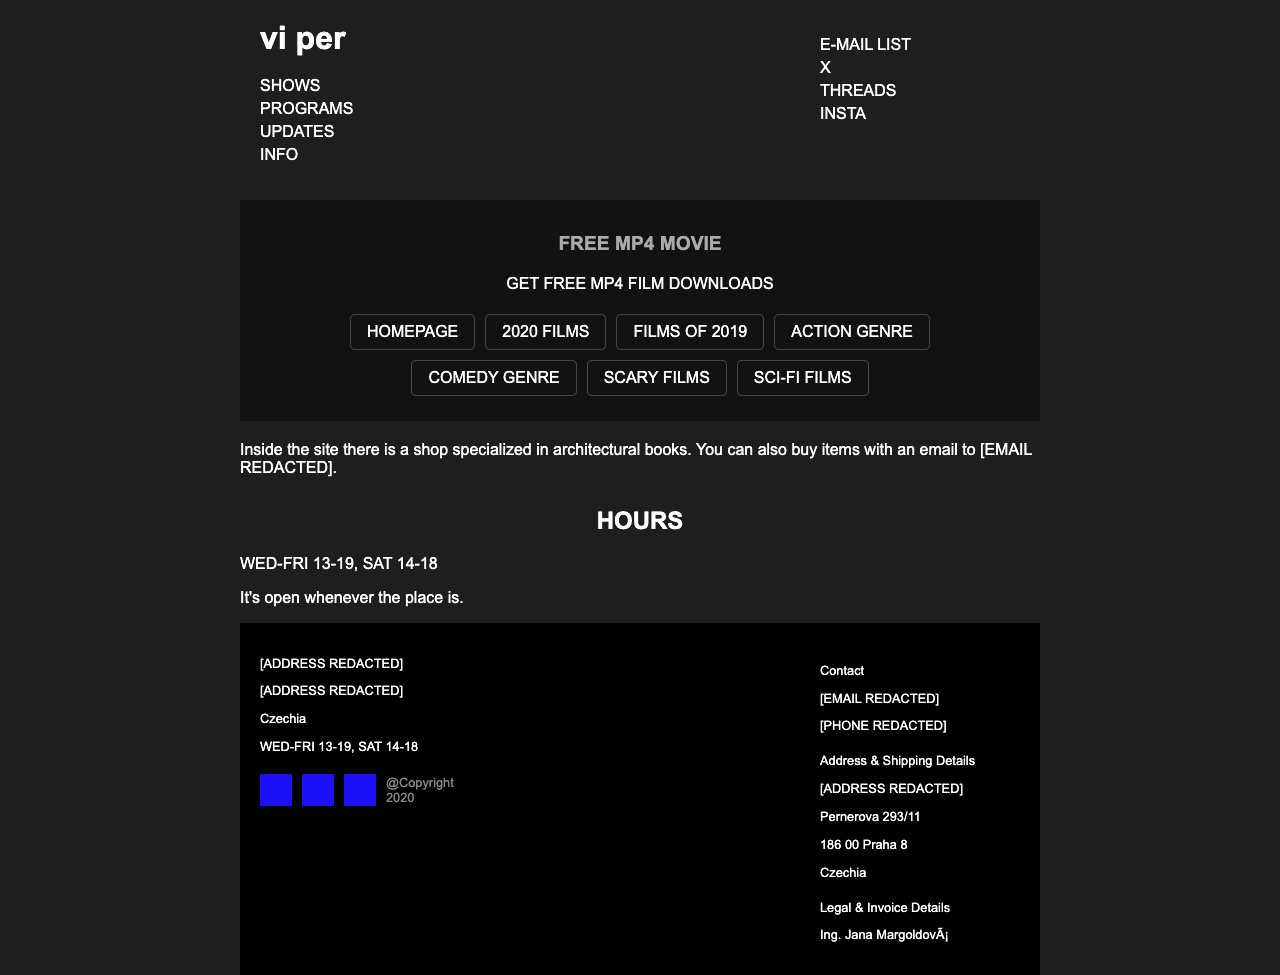 vi per
SHOWS
PROGRAMS
UPDATES
INFO
E-MAIL LIST
X
THREADS
INSTA
FREE MP4 MOVIE
GET FREE MP4 FILM DOWNLOADS
HOMEPAGE 2020 FILMS FILMS OF 2019 ACTION GENRE
COMEDY GENRE SCARY FILMS SCI-FI FILMS
Inside the site there is a shop specialized in architectural books. You can also buy items with an email to [EMAIL
REDACTED].
HOURS
WED-FRI 13-19, SAT 14-18
It's open whenever the place is.
[ADDRESS REDACTED]
[ADDRESS REDACTED]
Czechia
WED-FRI 13-19, SAT 14-18
@Copyright
2020
Contact
[EMAIL REDACTED]
[PHONE REDACTED]
Address & Shipping Details
[ADDRESS REDACTED]
Pernerova 293/11
186 00 Praha 8
Czechia
Legal & Invoice Details
Ing. Jana MargoldovÃ¡